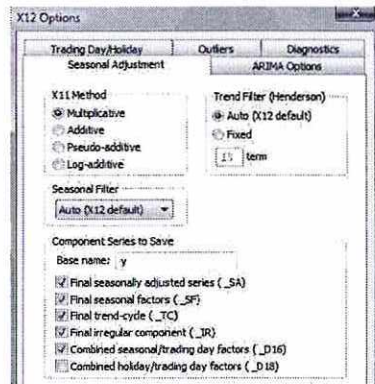 X12 Options
Trading Day/Holiday Outliers Diagnostics
Seasonal Adjustment ARIMA Options
X11 Method
Multiplicative
Additive
Pseudo-additive
Log-additive
Trend Filter (Henderson)
Auto (X12 default)
Fixed
term
Seasonal Filter
Auto (X12 default)
Component Series to Save
Base name: y
Final seasonally adjusted series (_SA)
Final seasonal factors (_SF)
Final trend-cycle (_TC)
Final irregular component (_IR)
Combined seasonal/trading day factors (_D16)
Combined holiday/trading day factors (_D18)